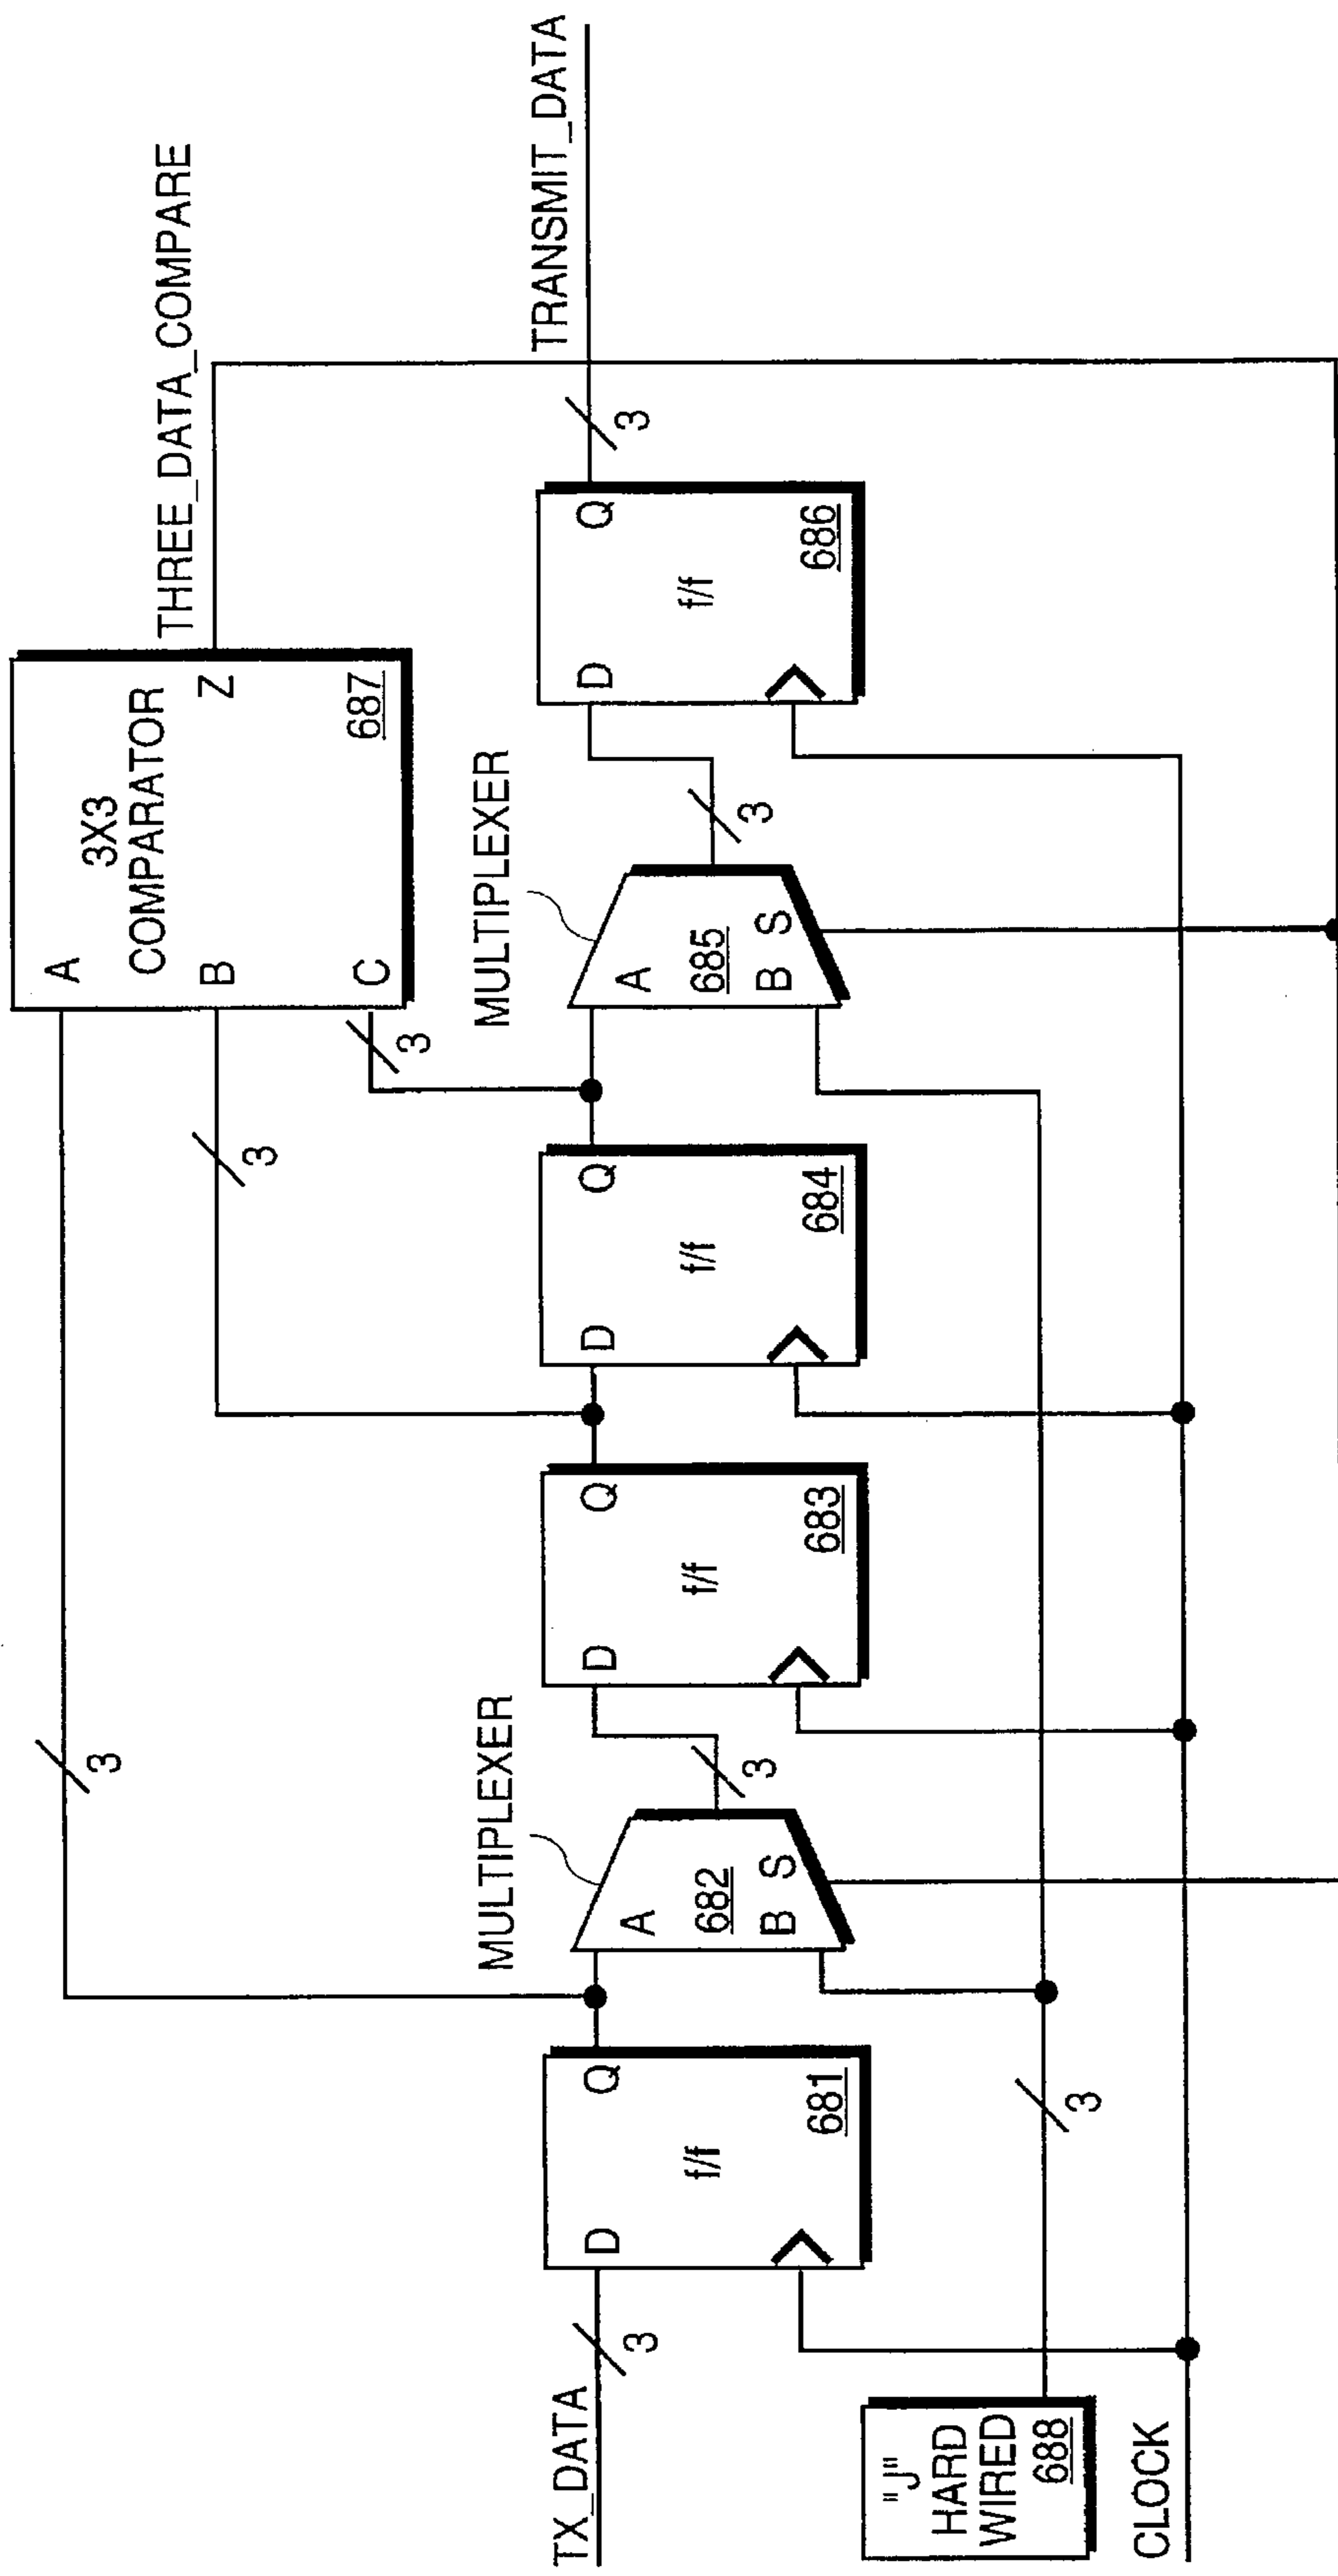 THREE_DATA_COMPARE
TRANSMIT_DATA
A
3X3
COMPARATOR
B
Z
C
687
3
3
3
MULTIPLEXER
MULTIPLEXER
TX_DATA
3
D
Q
f/f
681
A
682
B
S
3
D
Q
f/f
683
D
Q
f/f
684
A
685
B
S
3
D
Q
f/f
686
3
"J"
HARD
WIRED
688
3
CLOCK